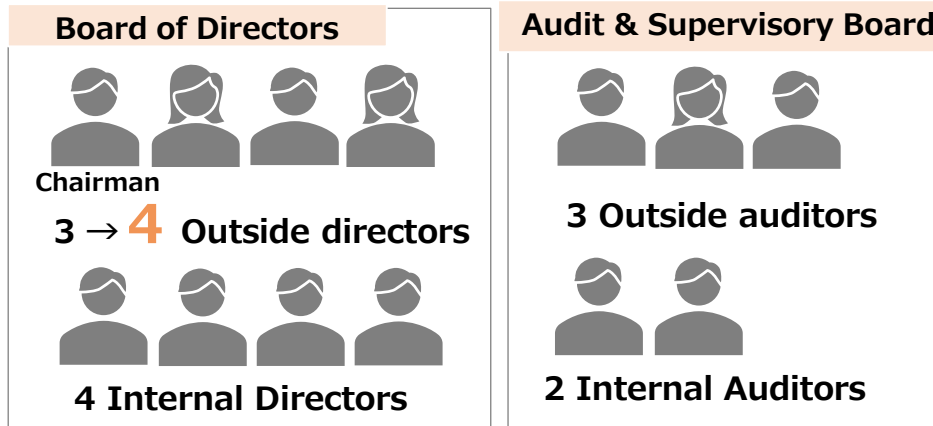 Board of Directors
Chairman
3 → 4 Outside directors
4 Internal Directors
Audit & Supervisory Board
3 Outside auditors
2 Internal Auditors